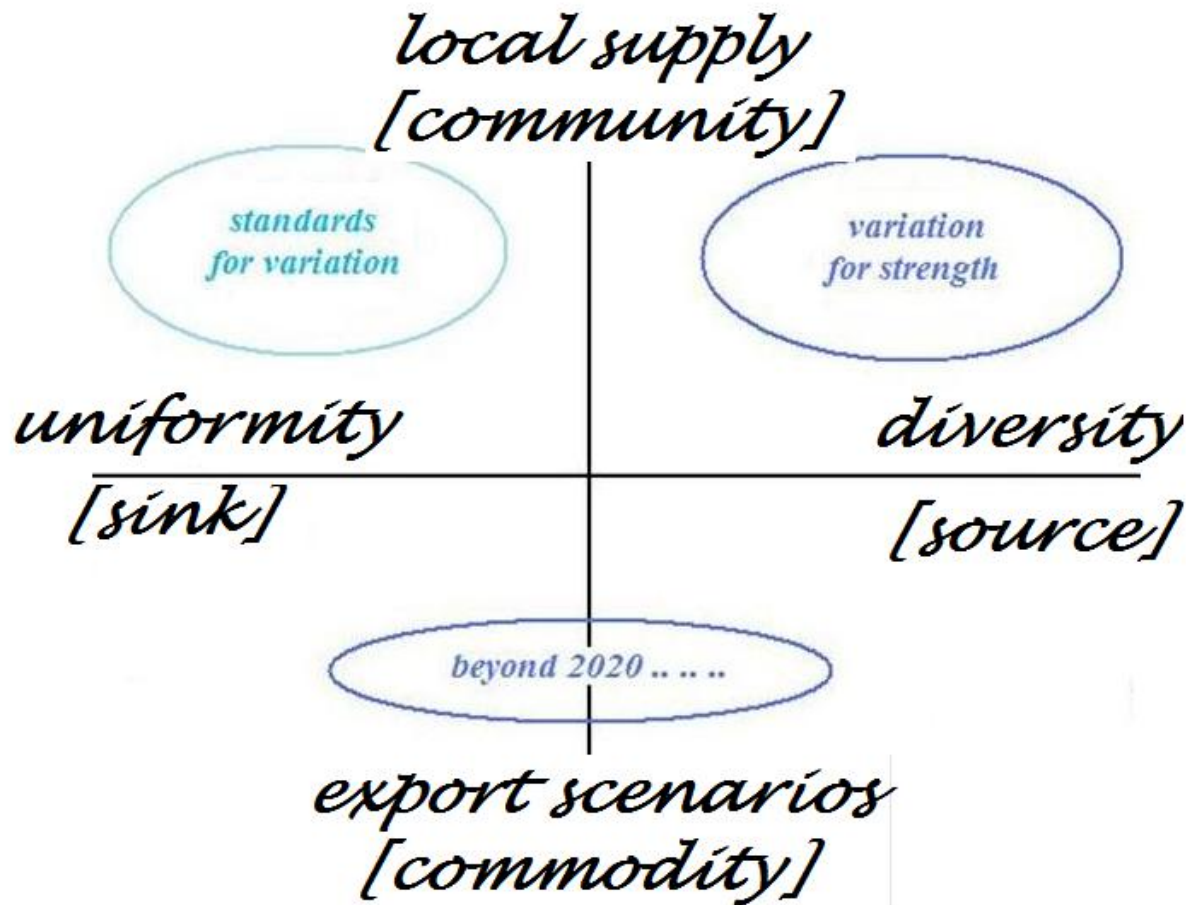 local supply
[community]
standards
for variation
variation
for strength
uniformity
diversity
[sink]
[source]
beyond 2020 .. .. ..
export scenarios
[commodity]